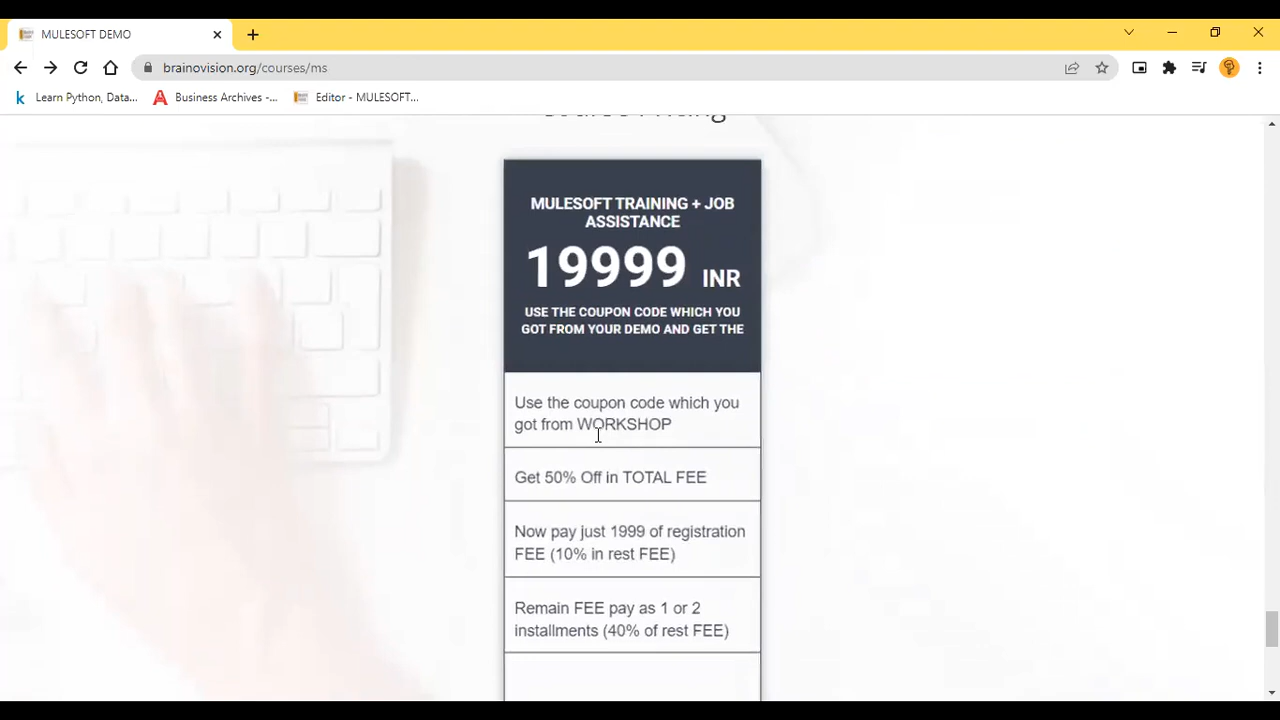 MULESOFT DEMO
brainovision.org/courses/ms
Learn Python, Data...
Business Archives -...
Editor - MULESOFT...
Course Pricing
MULESOFT TRAINING + JOB
ASSISTANCE
19999 INR
USE THE COUPON CODE WHICH YOU
GOT FROM YOUR DEMO AND GET THE
Use the coupon code which you
got from WORKSHOP
Get 50% Off in TOTAL FEE
Now pay just 1999 of registration
FEE (10% in rest FEE)
Remain FEE pay as 1 or 2
installments (40% of rest FEE)